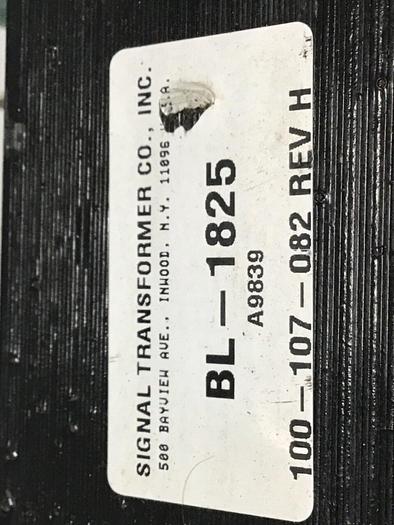 SIGNAL TRANSFORMER CO., INC.
500 BAYVIEW AVE., INWOOD, N.Y. 11096 U.S.A.
BL-1825
A9839
100-107-082 REV H